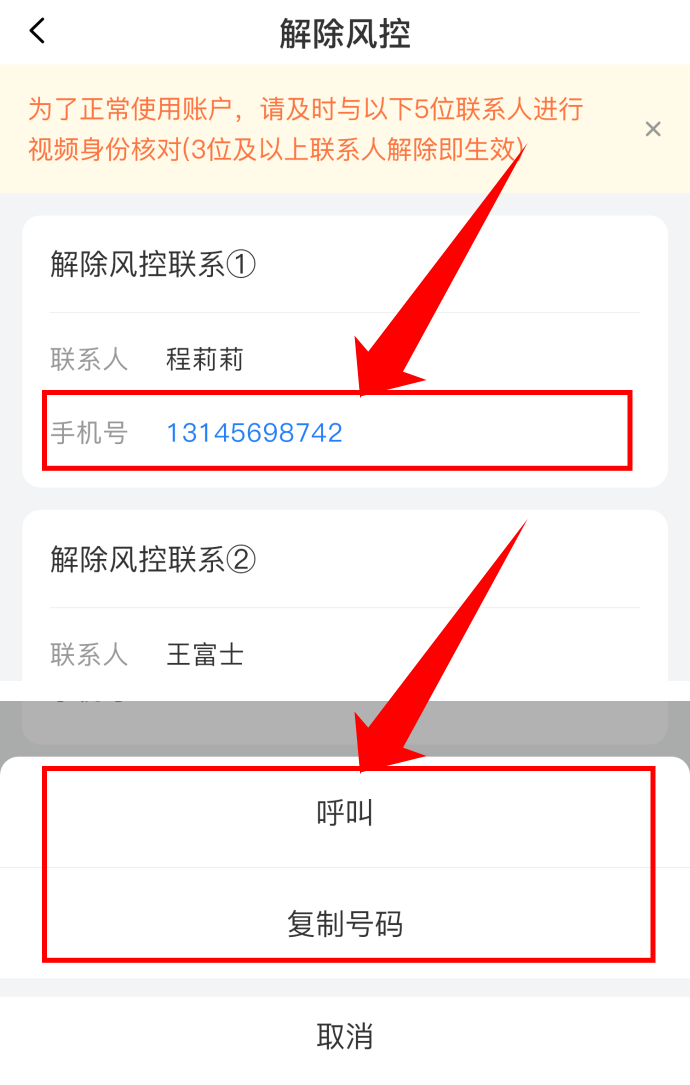 解除风控
为了正常使用账户，请及时与以下5位联系人进行
视频身份核对(3位及以上联系人解除即生效)
解除风控联系①
联系人 程莉莉
手机号 13145698742
解除风控联系②
联系人 王富士
呼叫
复制号码
取消